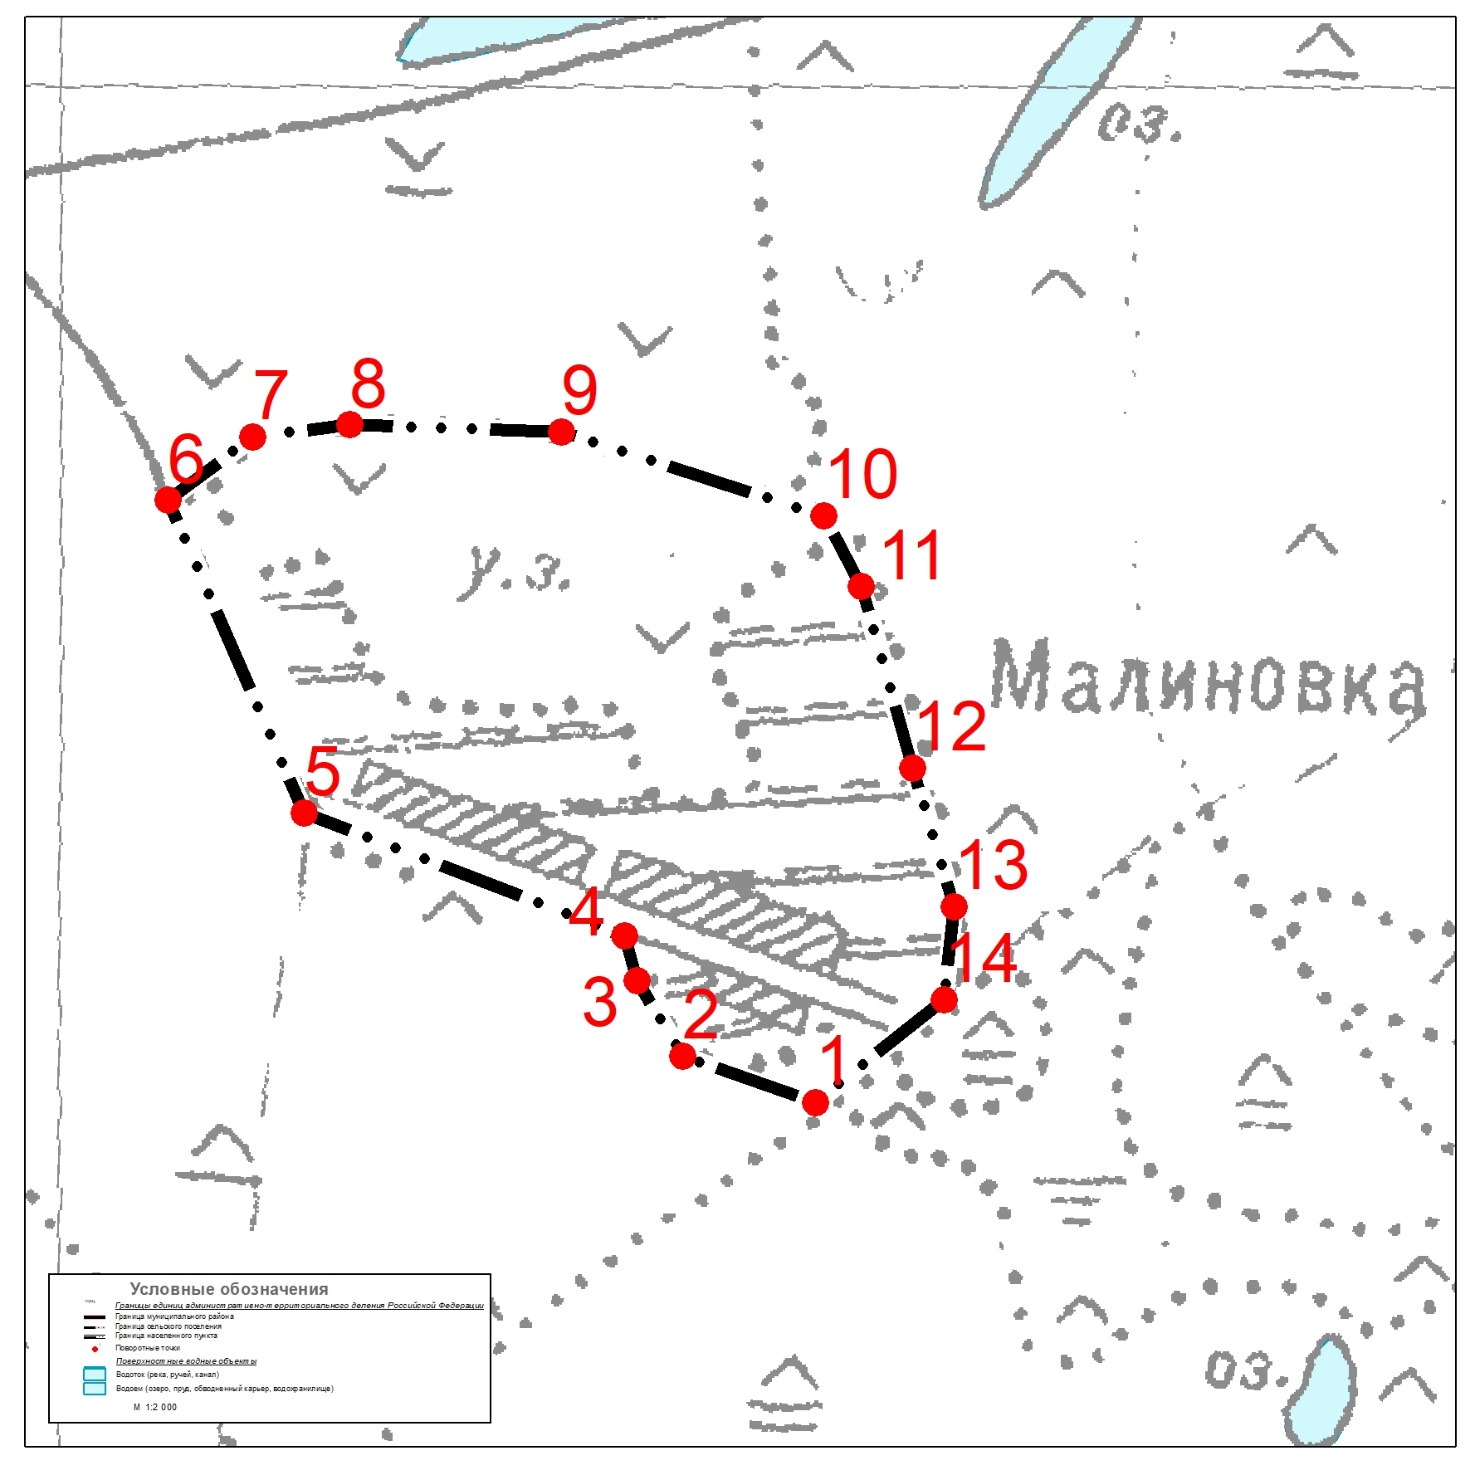 оз.
8
9
7
6
10
11
у.з.
Малиновка
12
5
13
4
14
3
2
1
Условные обозначения
Границы единиц административно-территориального деления Российской Федерации
Граница муниципального района
Граница сельского поселения
Граница населенного пункта
Поворотные точки
Поверхностные водные объекты
Водоток (река, ручей, канал)
Водоем (озеро, пруд, обводненный карьер, водохранилище)
М 1:2 000
оз.